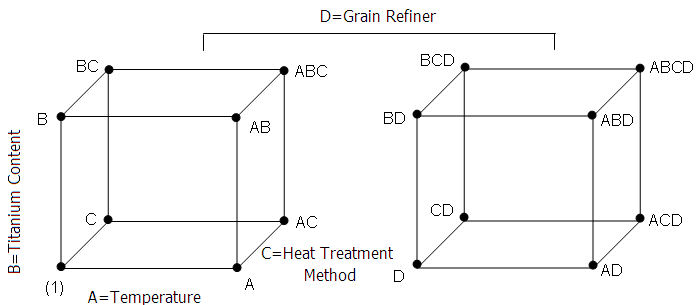 D=Grain Refiner
BC
ABC
BCD
ABCD
B
AB
BD
ABD
B=Titanium Content
C
AC
CD
ACD
C=Heat Treatment
Method
(1)
A
D
AD
A=Temperature